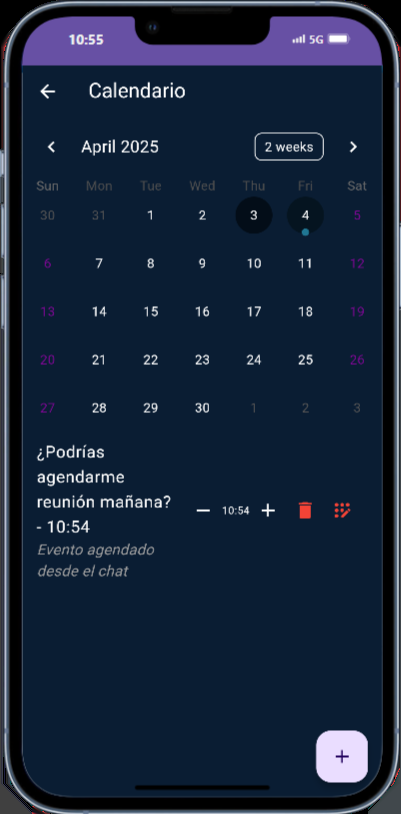 10:55 5G
Calendario
April 2025 2 weeks
Sun Mon Tue Wed Thu Fri Sat
30 31 1 2 3 4 5
6 7 8 9 10 11 12
13 14 15 16 17 18 19
20 21 22 23 24 25 26
27 28 29 30 1 2 3
¿Podrías
agendarme
reunión mañana?
- 10:54
− 10:54 +
Evento agendado
desde el chat
+